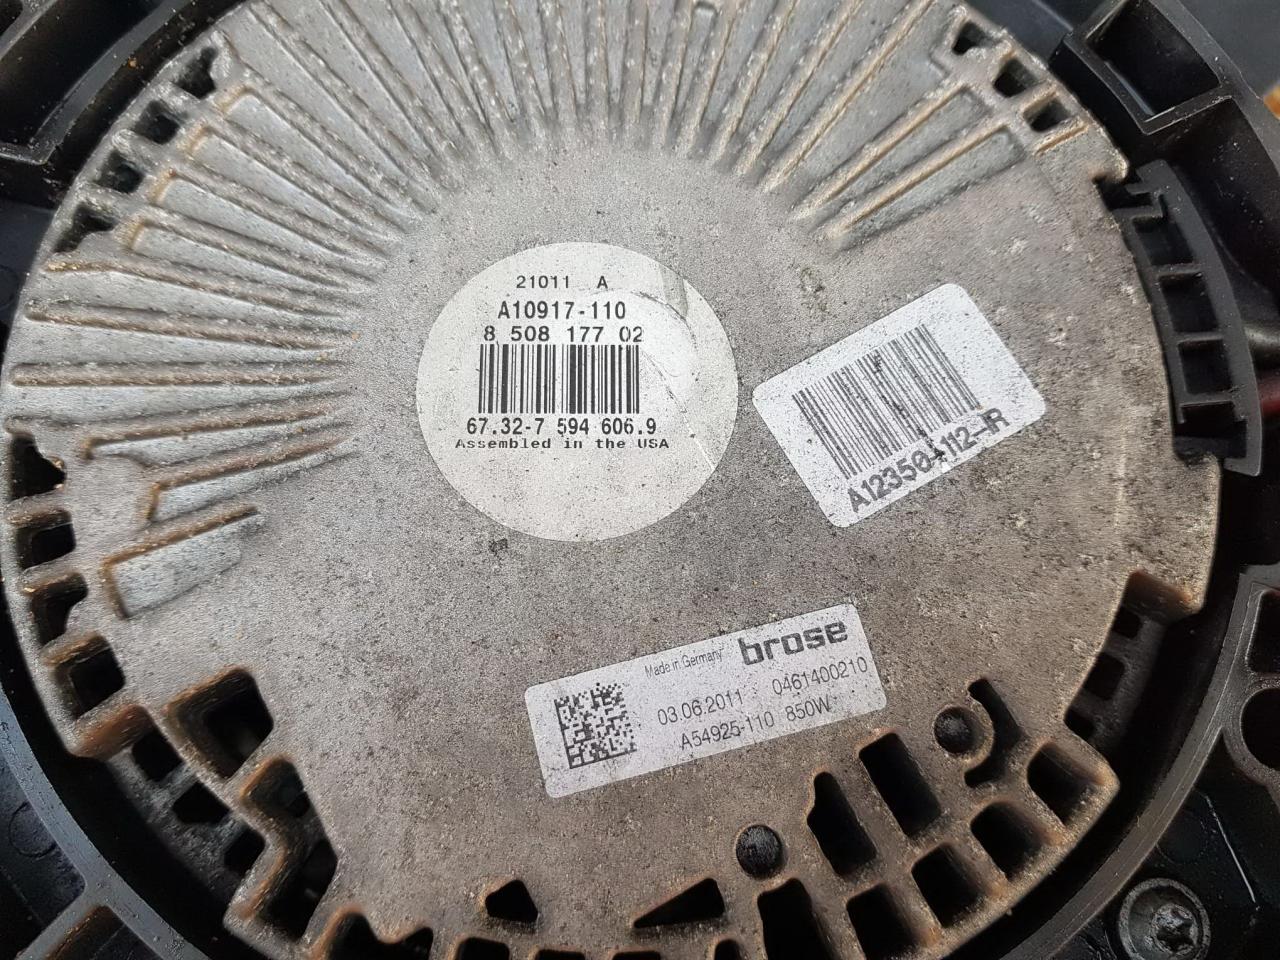 21011 A
A10917-110
8 508 177 02
67.32-7 594 606.9
Assembled in the USA
A12350-112-R
Made in Germany brose
03.06.2011 0461400210
A54925-110 850W